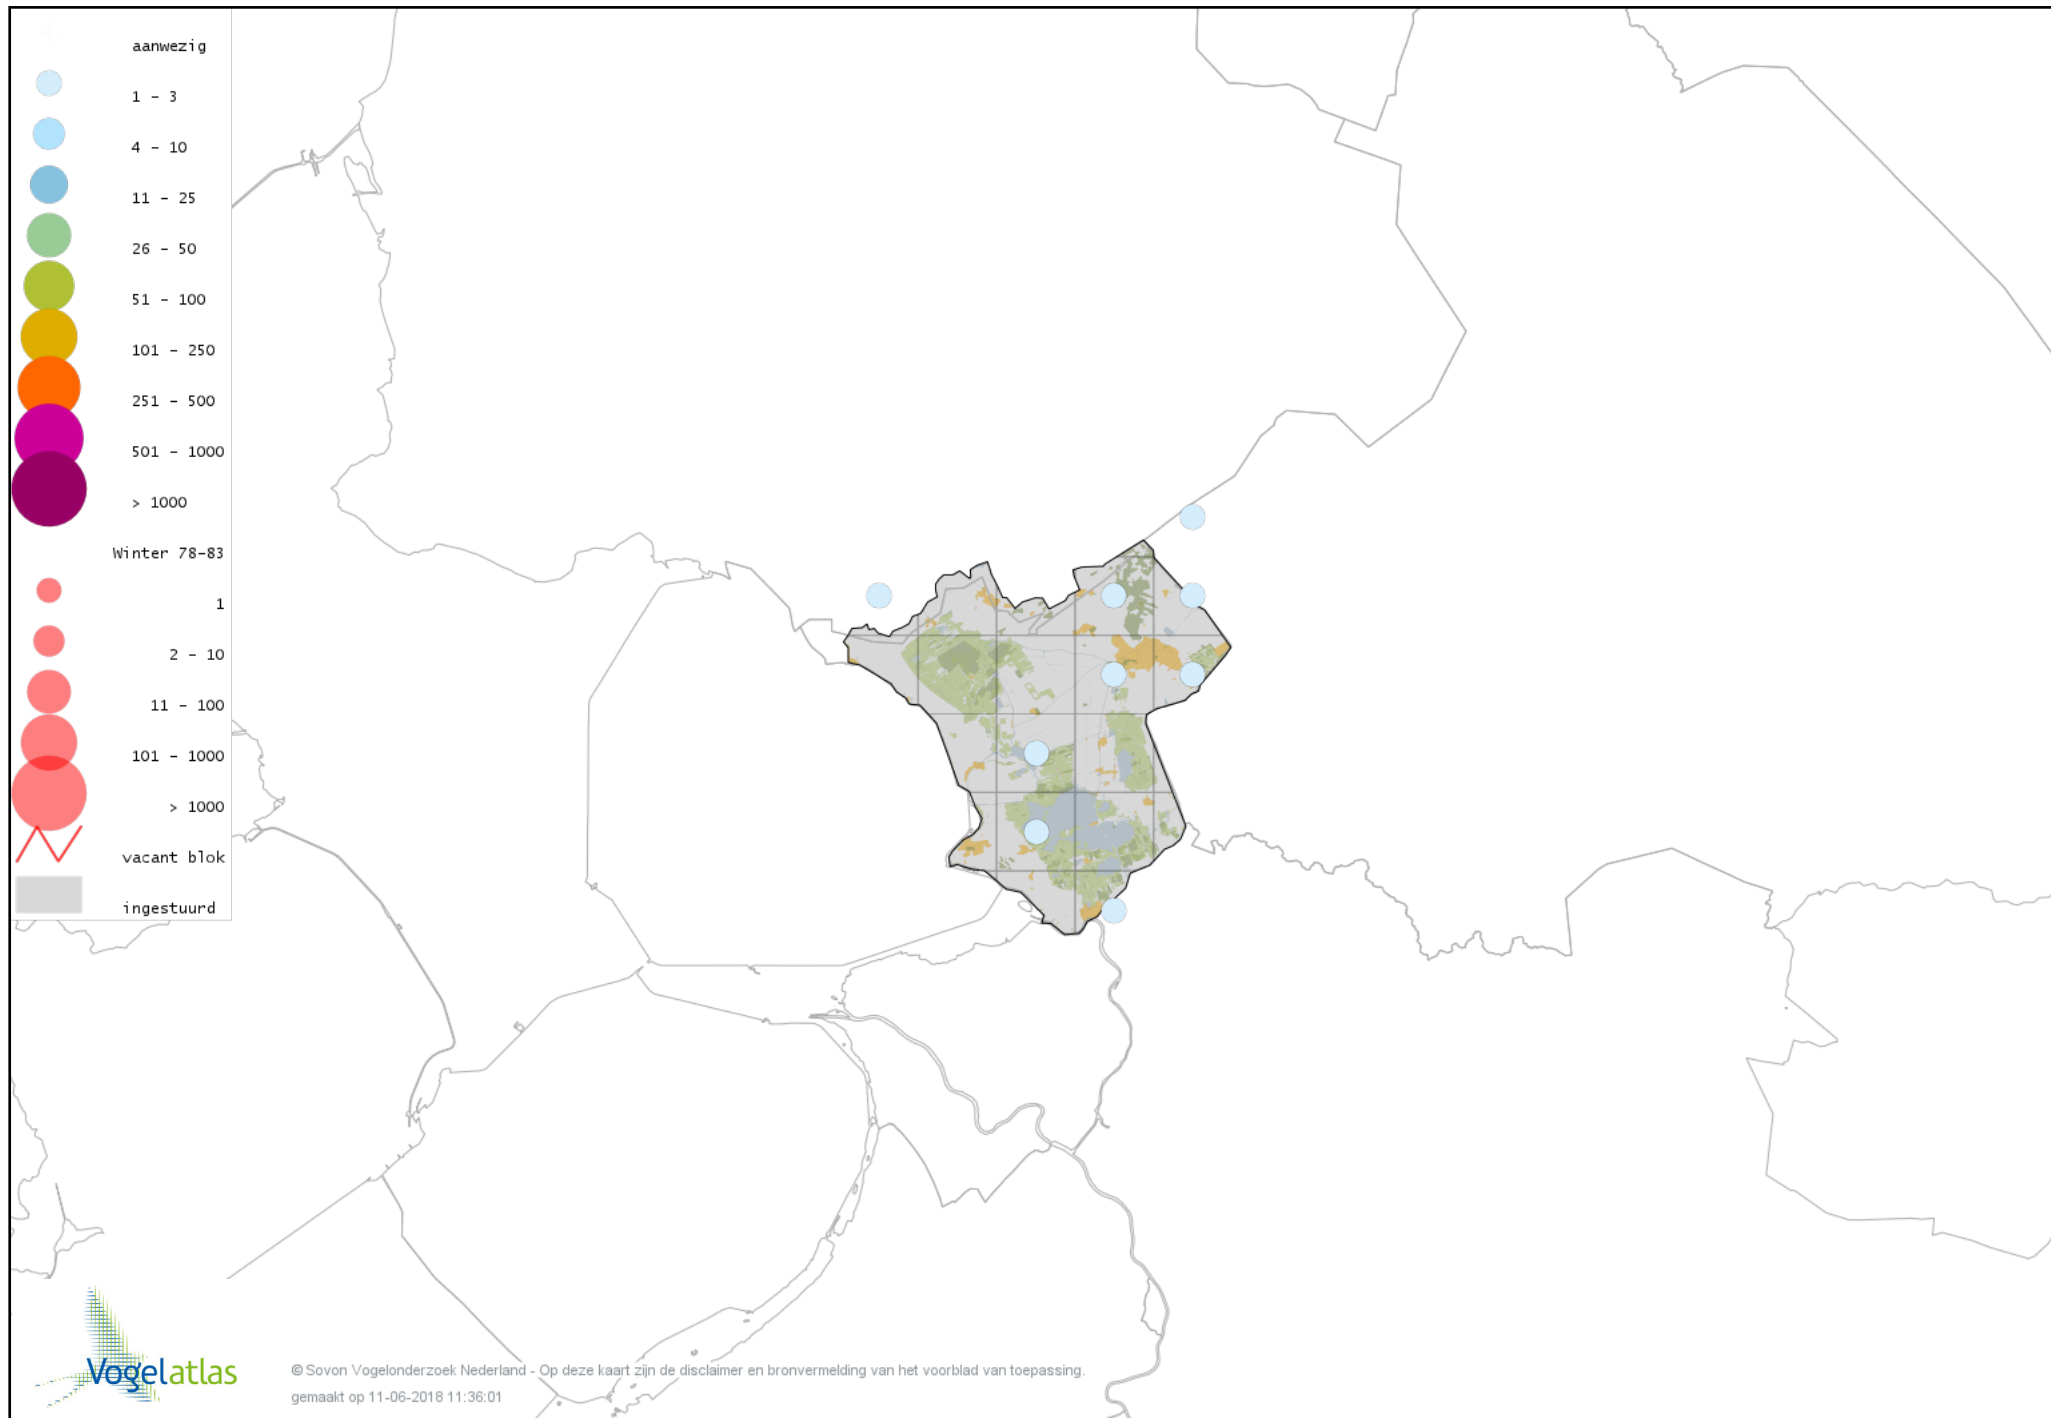 aanwezig
1 – 3
4 – 10
11 – 25
26 – 50
51 – 100
101 – 250
251 – 500
501 – 1000
> 1000
Winter 78-83
1
2 – 10
11 – 100
101 – 1000
> 1000
vacant blok
ingestuurd
Vogelatlas
© Sovon Vogelonderzoek Nederland - Op deze kaart zijn de disclaimer en bronvermelding van het voorblad van toepassing.
gemaakt op 11-06-2018 11:36:01